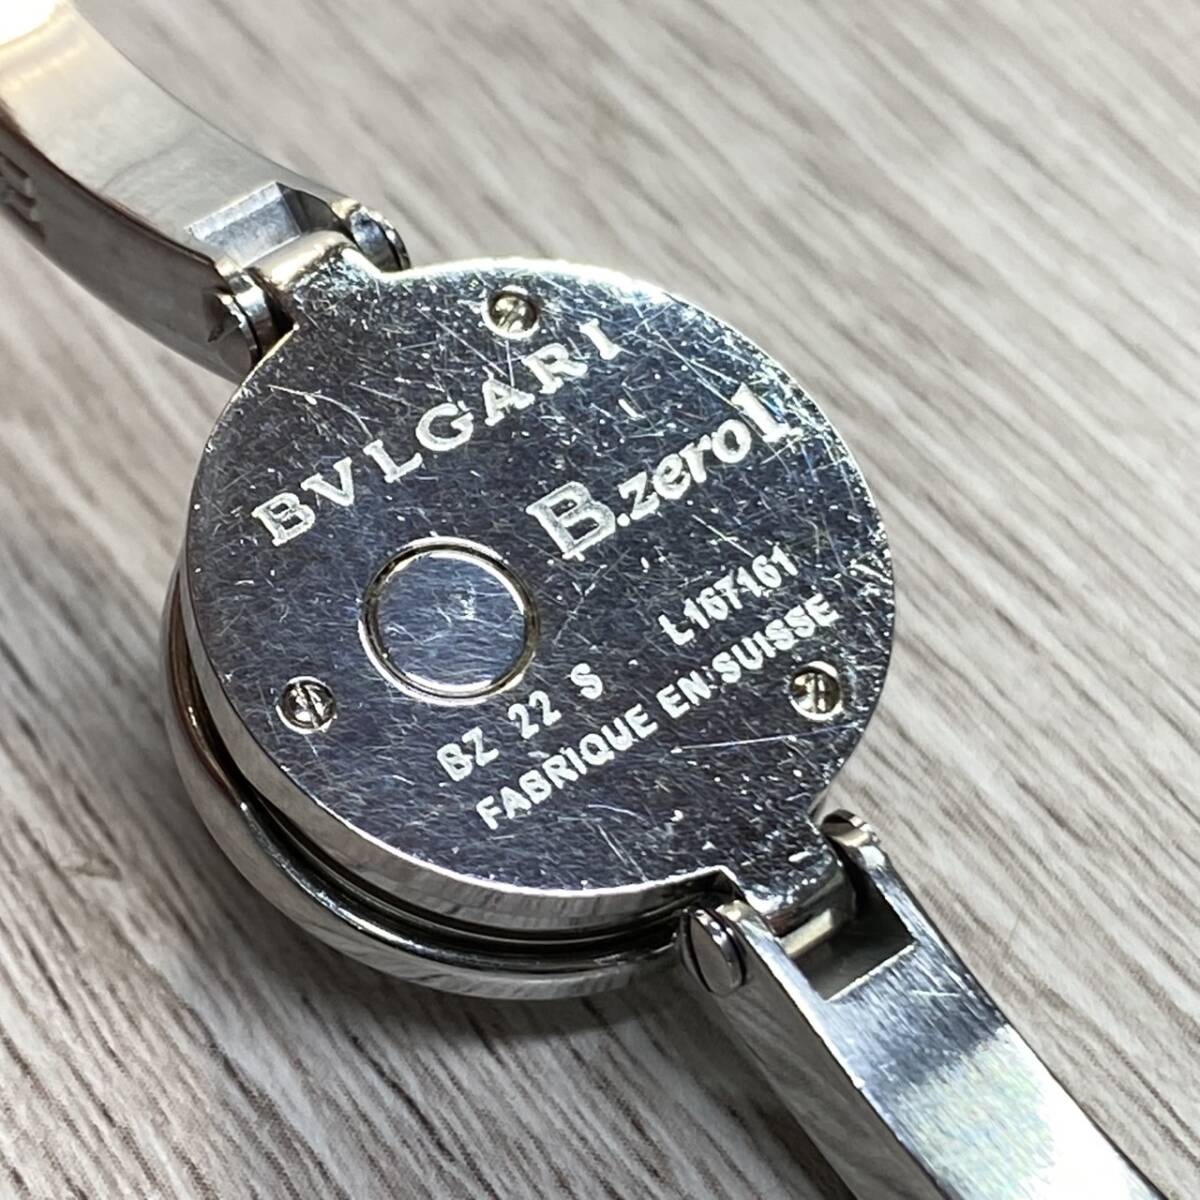 BVLGARI
B.zero1
BZ 22 S L167161
FABRIQUE EN SUISSE